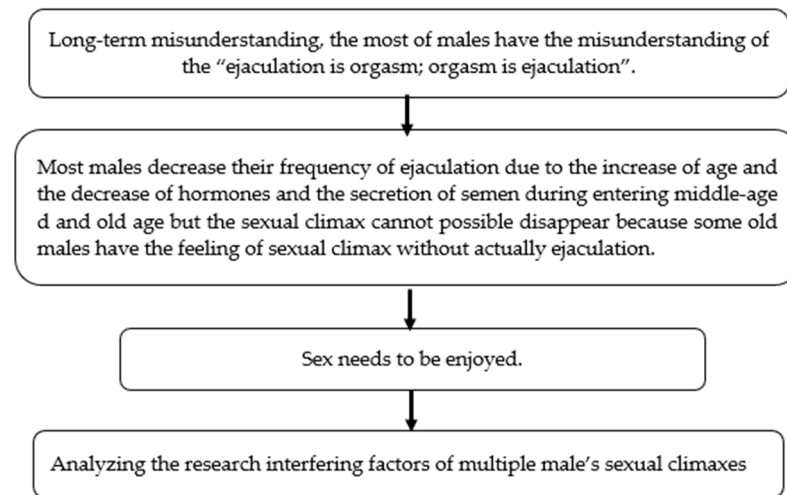 Long-term misunderstanding, the most of males have the misunderstanding of
the “ejaculation is orgasm; orgasm is ejaculation”.
Most males decrease their frequency of ejaculation due to the increase of age and
the decrease of hormones and the secretion of semen during entering middle-age
d and old age but the sexual climax cannot possible disappear because some old
males have the feeling of sexual climax without actually ejaculation.
Sex needs to be enjoyed.
Analyzing the research interfering factors of multiple male’s sexual climaxes